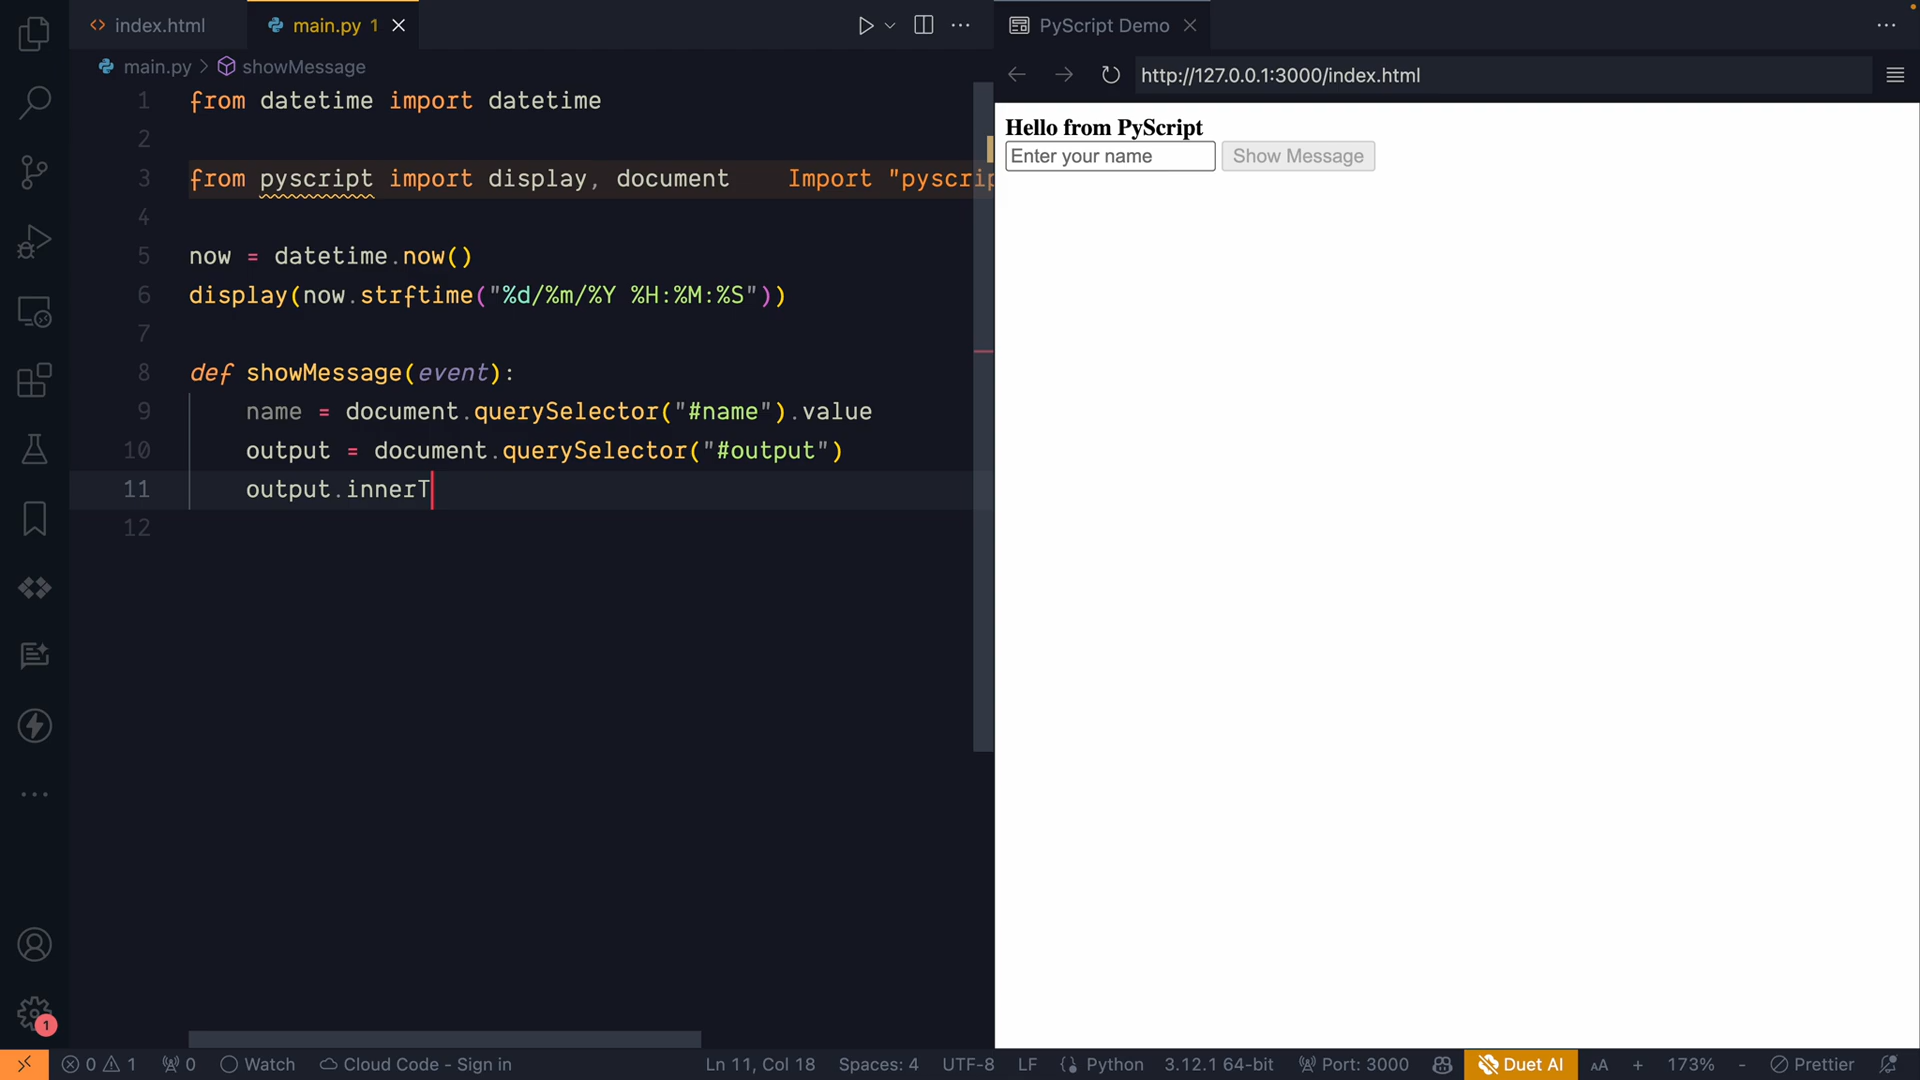 index.html
main.py 1
PyScript Demo
main.py > showMessage
http://127.0.0.1:3000/index.html
1 from datetime import datetime
2
3 from pyscript import display, document Import "pyscrip
4
5 now = datetime.now()
6 display(now.strftime("%d/%m/%Y %H:%M:%S"))
7
8 def showMessage(event):
9 name = document.querySelector("#name").value
10 output = document.querySelector("#output")
11 output.innerT
12
Hello from PyScript
Enter your name Show Message
1
0 1 0 Watch Cloud Code - Sign in Ln 11, Col 18 Spaces: 4 UTF-8 LF Python 3.12.1 64-bit Port: 3000 Duet AI AA + 173% - Prettier